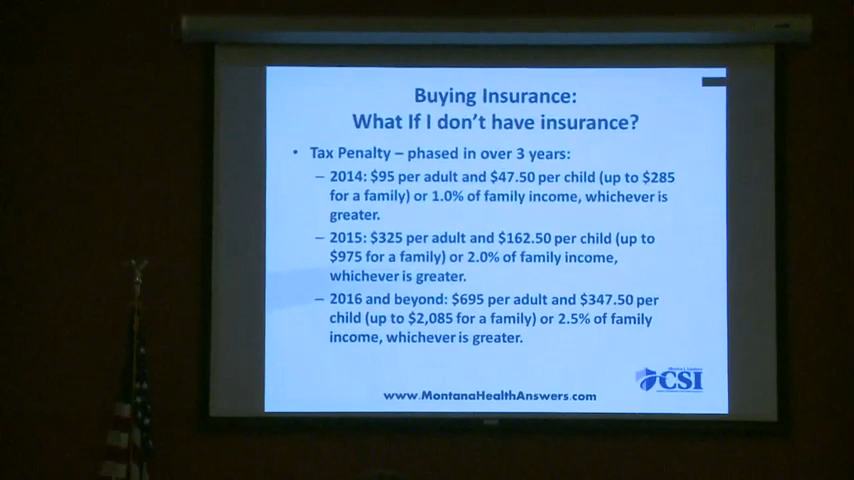 Buying Insurance:
What If I don't have insurance?
• Tax Penalty – phased in over 3 years:
– 2014: $95 per adult and $47.50 per child (up to $285
for a family) or 1.0% of family income, whichever is
greater.
– 2015: $325 per adult and $162.50 per child (up to
$975 for a family) or 2.0% of family income,
whichever is greater.
– 2016 and beyond: $695 per adult and $347.50 per
child (up to $2,085 for a family) or 2.5% of family
income, whichever is greater.
CSI
www.MontanaHealthAnswers.com